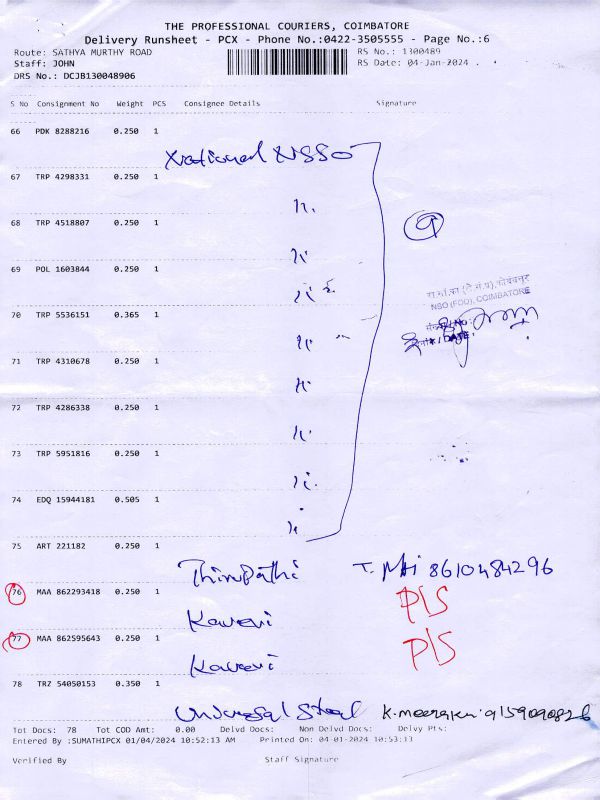 THE PROFESSIONAL COURIERS, COIMBATORE
Delivery Runsheet - PCX - Phone No.:0422-3505555 - Page No.:6
Route: SATHYA MURTHY ROAD RS No.: 1300489
Staff: JOHN RS Date: 04-Jan-2024 .
DRS No.: DCJB130048906
S No Consignment No Weight PCS Consignee Details Signature
66 PDK 8288216 0.250 1
National NSSO
67 TRP 4298331 0.250 1
68 TRP 4518807 0.250 1
69 POL 1603844 0.250 1
NSO (FOD), COIMBATORE
70 TRP 5536151 0.365 1
71 TRP 4310678 0.250 1
72 TRP 4286338 0.250 1
73 TRP 5951816 0.250 1
74 EDQ 15944181 0.505 1
75 ART 221182 0.250 1
Thirupathi 8610484296
76 MAA 862293418 0.250 1
Kaveri P/S
77 MAA 862595643 0.250 1
Kaveri P/S
78 TRZ 54050153 0.350 1
Universal Steel
Tot Docs: 78 Tot COD Amt: 0.00 Delvd Docs: Non Delvd Docs: Delvy Pts:
Entered By :SUMATHIPCX 01/04/2024 10:52:13 AM Printed On: 04-01-2024 10:53:13
Verified By Staff Signature